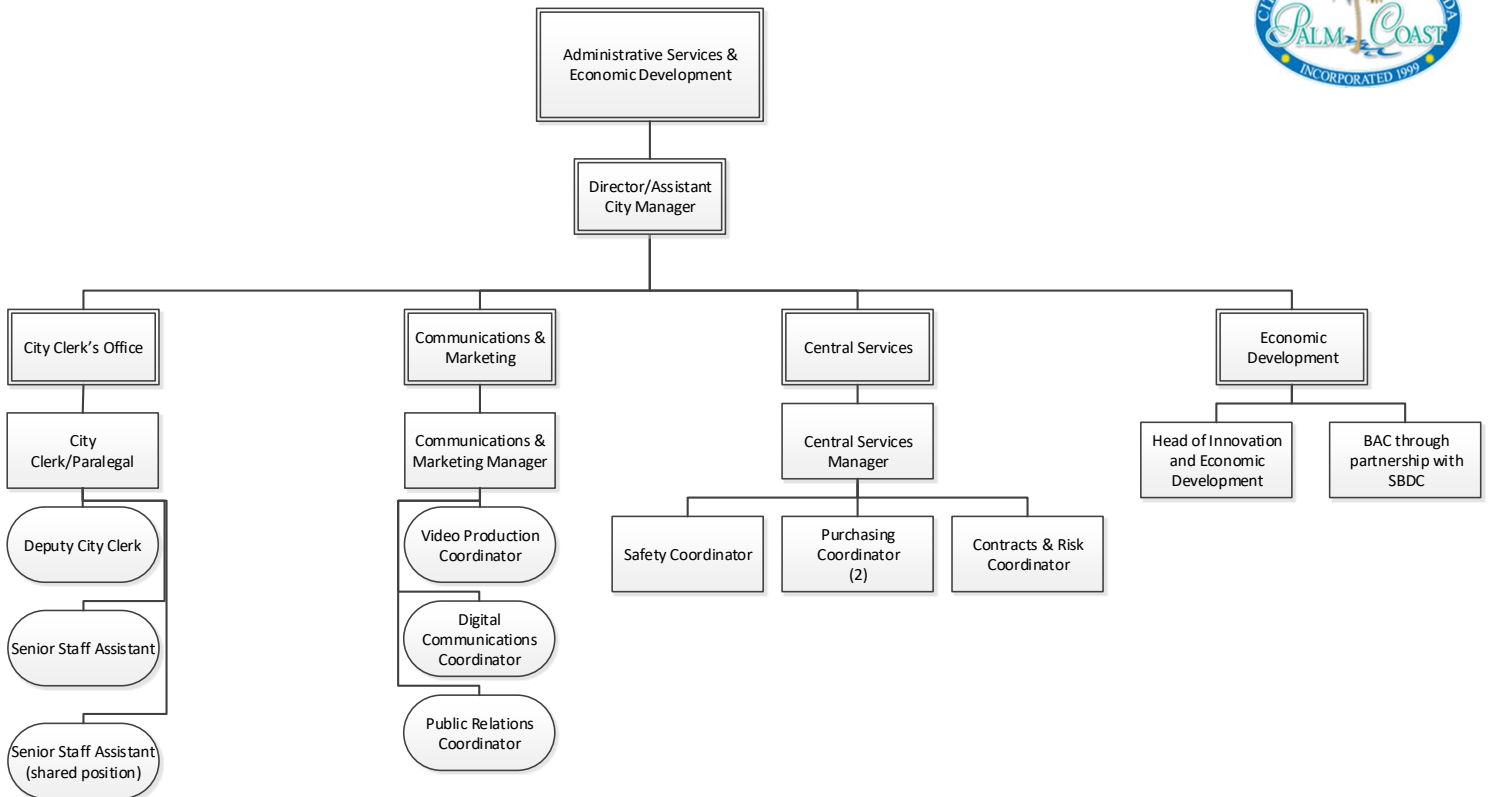 PALM COAST
INCORPORATED 1999
Administrative Services &
Economic Development
Director/Assistant
City Manager
City Clerk's Office
Communications &
Marketing
Central Services
Economic
Development
City
Clerk/Paralegal
Communications &
Marketing Manager
Central Services
Manager
Head of Innovation
and Economic
Development
BAC through
partnership with
SBDC
Deputy City Clerk
Senior Staff Assistant
Senior Staff Assistant
(shared position)
Video Production
Coordinator
Digital
Communications
Coordinator
Public Relations
Coordinator
Safety Coordinator
Purchasing
Coordinator
(2)
Contracts & Risk
Coordinator